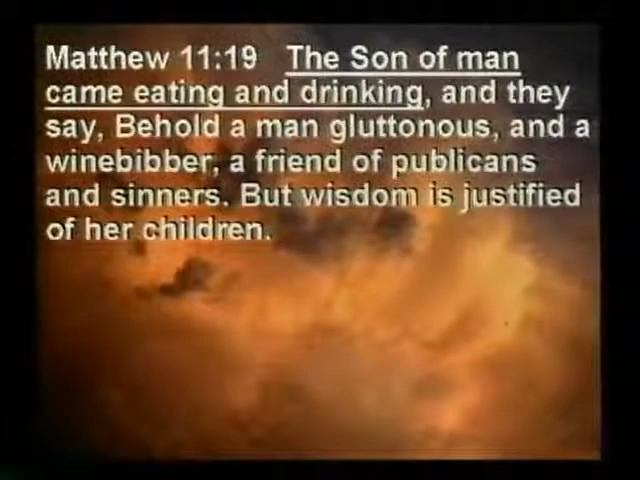 Matthew 11:19 The Son of man
came eating and drinking, and they
say, Behold a man gluttonous, and a
winebibber, a friend of publicans
and sinners. But wisdom is justified
of her children.